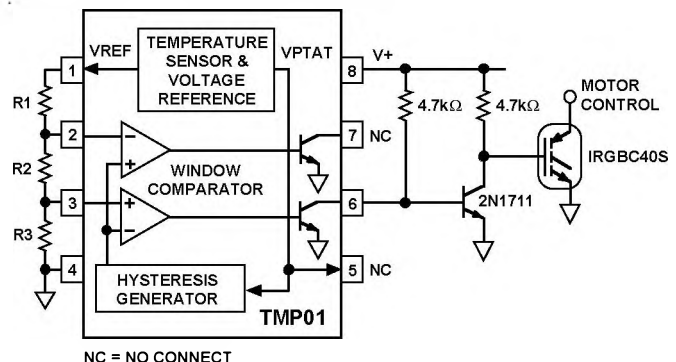 TEMPERATURE
SENSOR &
VOLTAGE
REFERENCE
VREF
VPTAT
1
8
V+
R1
4.7kΩ
4.7kΩ
MOTOR
CONTROL
2
7
NC
IRGBC40S
R2
WINDOW
COMPARATOR
3
6
2N1711
R3
4
5
NC
HYSTERESIS
GENERATOR
TMP01
NC = NO CONNECT